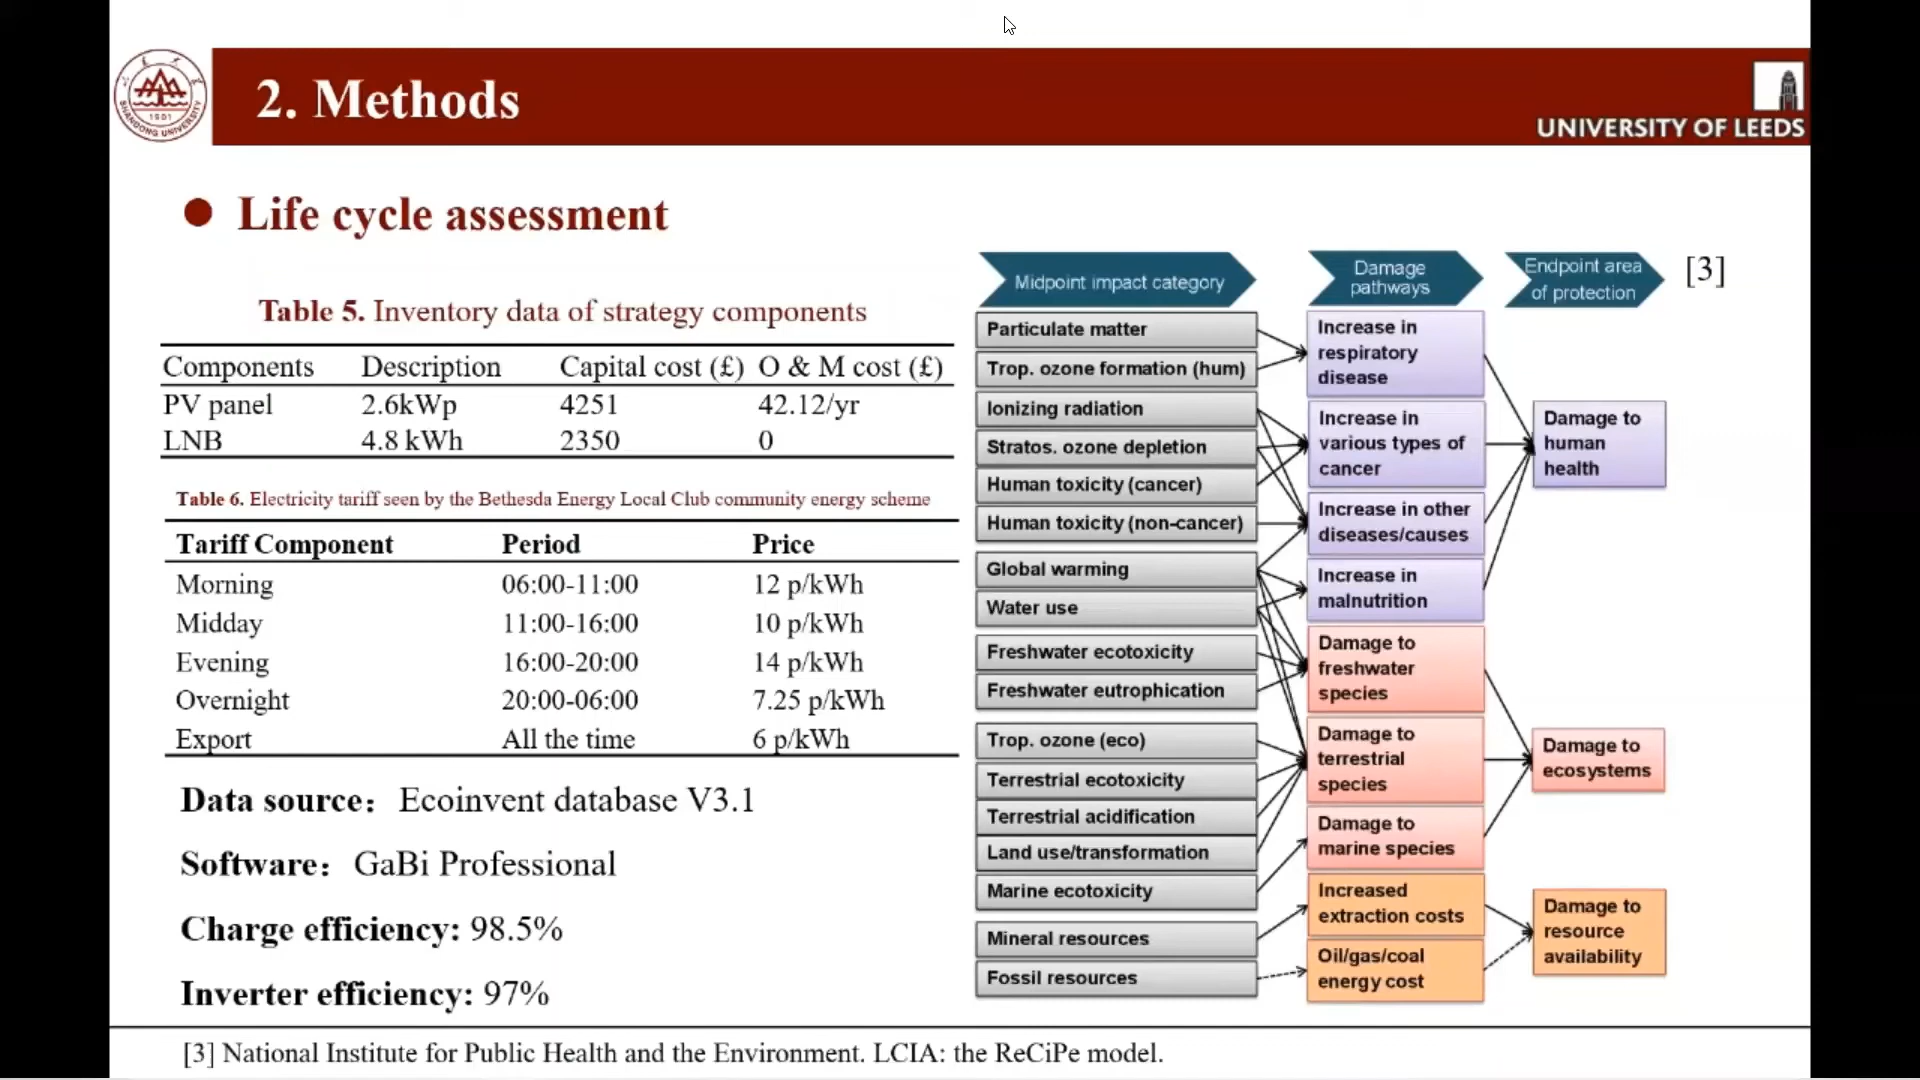 2. Methods
SHANDONG UNIVERSITY
1901
UNIVERSITY OF LEEDS
● Life cycle assessment
Table 5. Inventory data of strategy components
Components Description Capital cost (£) O & M cost (£)
PV panel 2.6kWp 4251 42.12/yr
LNB 4.8 kWh 2350 0
Table 6. Electricity tariff seen by the Bethesda Energy Local Club community energy scheme
Tariff Component Period Price
Morning 06:00-11:00 12 p/kWh
Midday 11:00-16:00 10 p/kWh
Evening 16:00-20:00 14 p/kWh
Overnight 20:00-06:00 7.25 p/kWh
Export All the time 6 p/kWh
Data source： Ecoinvent database V3.1
Software： GaBi Professional
Charge efficiency: 98.5%
Inverter efficiency: 97%
Midpoint impact category
Particulate matter
Trop. ozone formation (hum)
Ionizing radiation
Stratos. ozone depletion
Human toxicity (cancer)
Human toxicity (non-cancer)
Global warming
Water use
Freshwater ecotoxicity
Freshwater eutrophication
Trop. ozone (eco)
Terrestrial ecotoxicity
Terrestrial acidification
Land use/transformation
Marine ecotoxicity
Mineral resources
Fossil resources
Damage
pathways
Increase in
respiratory
disease
Increase in
various types of
cancer
Increase in other
diseases/causes
Increase in
malnutrition
Damage to
freshwater
species
Damage to
terrestrial
species
Damage to
marine species
Increased
extraction costs
Oil/gas/coal
energy cost
Endpoint area
of protection
[3]
Damage to
human
health
Damage to
ecosystems
Damage to
resource
availability
[3] National Institute for Public Health and the Environment. LCIA: the ReCiPe model.